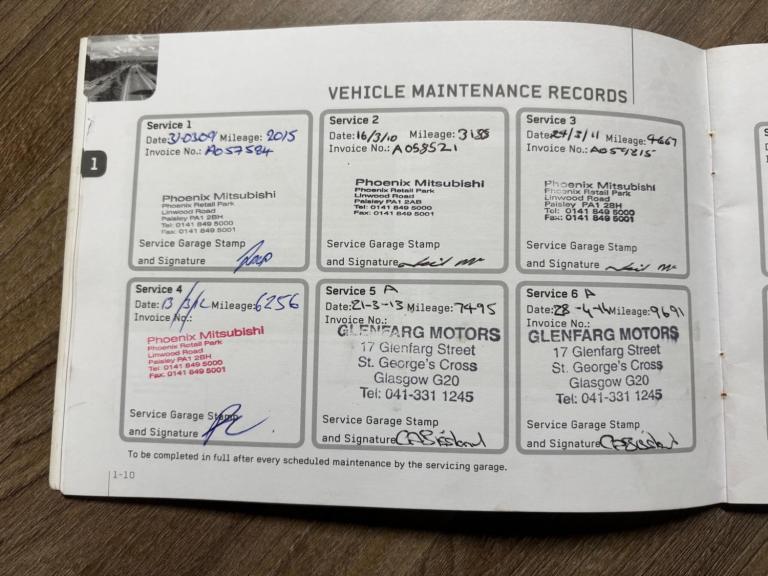 1
VEHICLE MAINTENANCE RECORDS
Service 1
Date: 31-03-09 Mileage: 2015
Invoice No.: A057584
Phoenix Mitsubishi
Phoenix Retail Park
Linwood Road
Paisley PA1 2BH
Tel: 0141 849 5000
Fax: 0141 849 5001
Service Garage Stamp
and Signature
Service 2
Date: 16/3/10 Mileage: 3188
Invoice No.: A058521
Phoenix Mitsubishi
Phoenix Retail Park
Linwood Road
Paisley PA1 2AB
Tel: 0141 849 5000
Fax: 0141 849 5001
Service Garage Stamp
and Signature
Service 3
Date: 24/3/11 Mileage: 4667
Invoice No.: A059215
Phoenix Mitsubishi
Phoenix Retail Park
Linwood Road
Paisley PA1 2BH
Tel: 0141 849 5000
Fax: 0141 849 5001
Service Garage Stamp
and Signature
Service 4
Date: 13/3/12 Mileage: 6256
Invoice No.:
Phoenix Mitsubishi
Phoenix Retail Park
Linwood Road
Paisley PA1 2BH
Tel: 0141 849 5000
Fax: 0141 849 5001
Service Garage Stamp
and Signature
Service 5 A
Date: 21-3-13 Mileage: 7495
Invoice No.:
GLENFARG MOTORS
17 Glenfarg Street
St. George's Cross
Glasgow G20
Tel: 041-331 1245
Service Garage Stamp
and Signature
Service 6 A
Date: 28-4-14 Mileage: 9691
Invoice No.:
GLENFARG MOTORS
17 Glenfarg Street
St. George's Cross
Glasgow G20
Tel: 041-331 1245
Service Garage Stamp
and Signature
To be completed in full after every scheduled maintenance by the servicing garage.
1-10